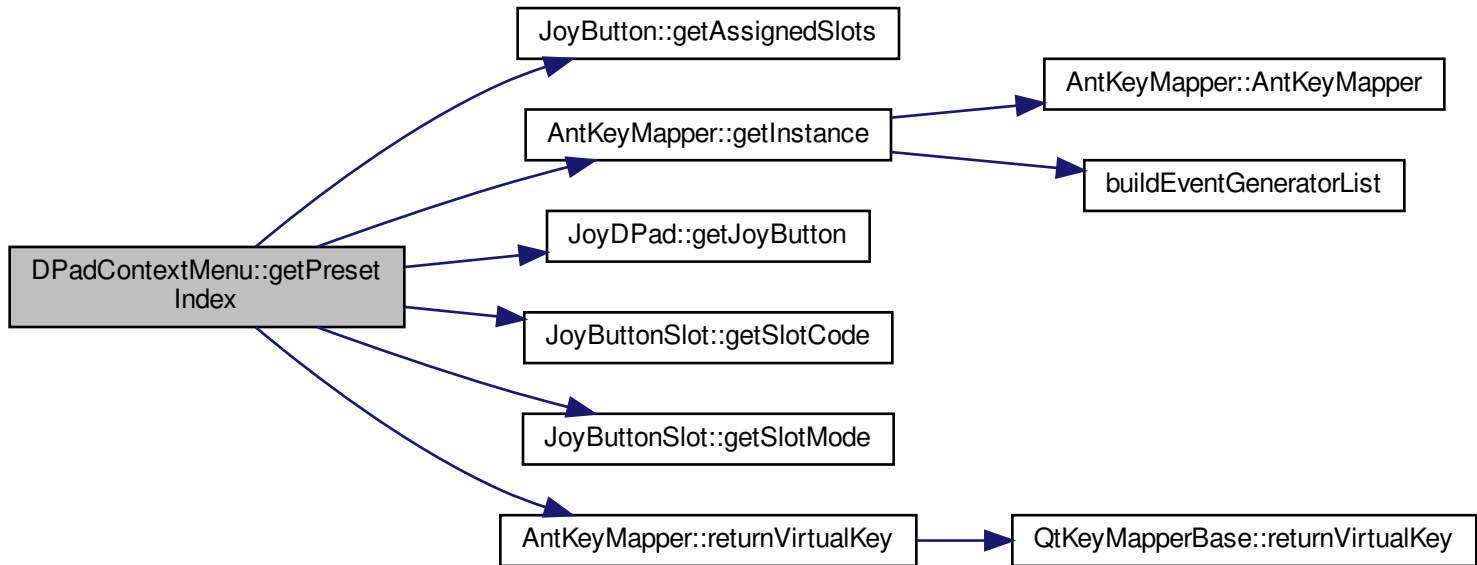 JoyButton::getAssignedSlots
AntKeyMapper::AntKeyMapper
AntKeyMapper::getInstance
buildEventGeneratorList
JoyDPad::getJoyButton
DPadContextMenu::getPreset
Index
JoyButtonSlot::getSlotCode
JoyButtonSlot::getSlotMode
AntKeyMapper::returnVirtualKey
QtKeyMapperBase::returnVirtualKey